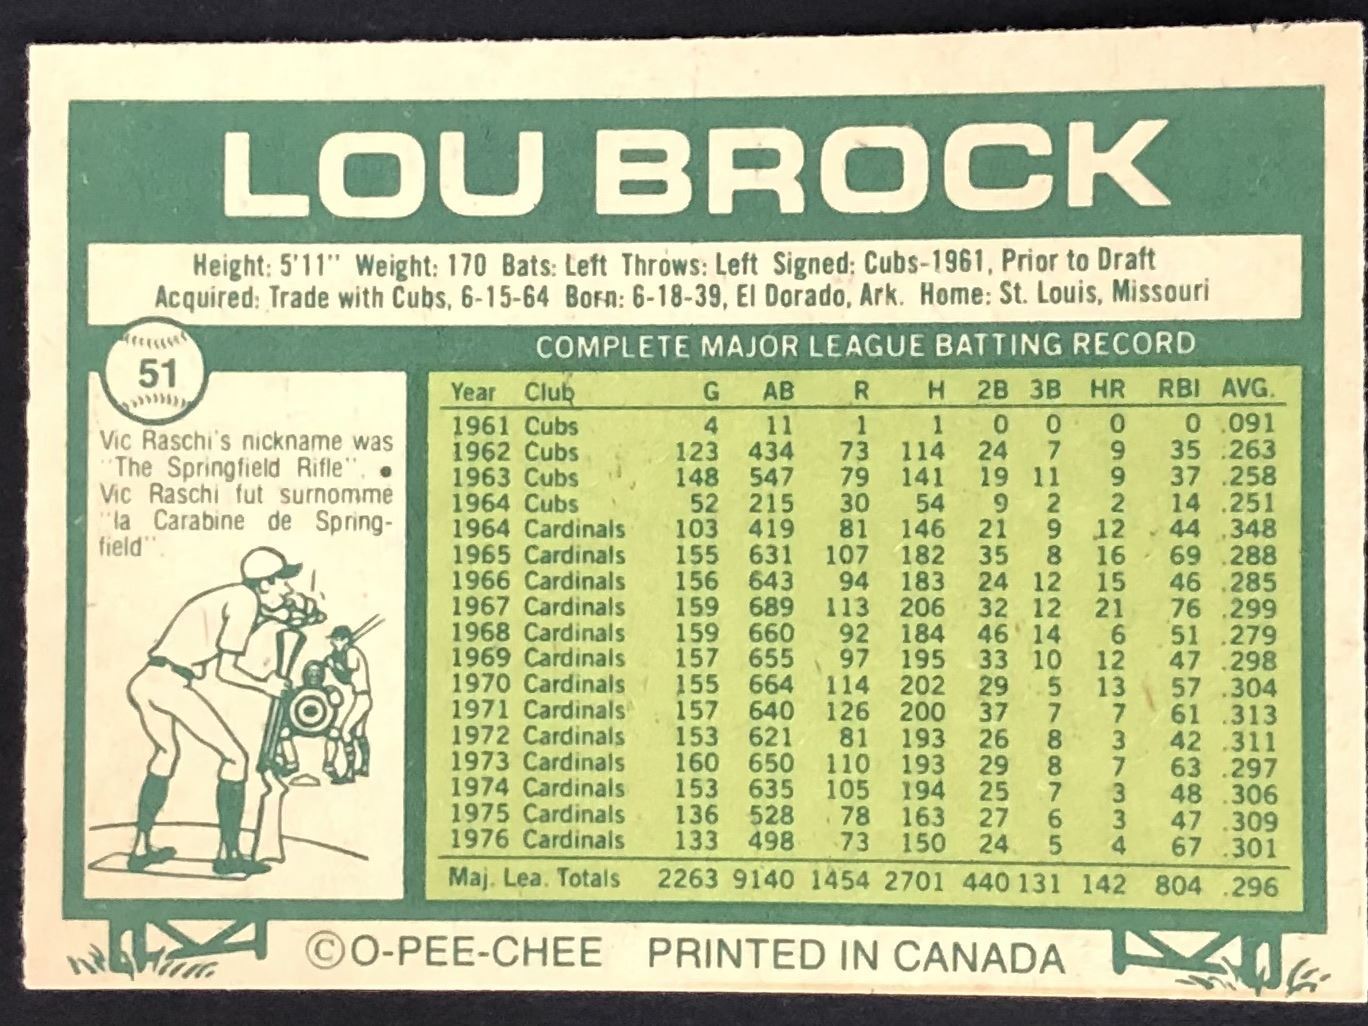 LOU BROCK
Height: 5'11" Weight: 170 Bats: Left Throws: Left Signed: Cubs-1961, Prior to Draft
Acquired: Trade with Cubs, 6-15-64 Born: 6-18-39, El Dorado, Ark. Home: St. Louis, Missouri
51
Vic Raschi's nickname was
"The Springfield Rifle". •
Vic Raschi fut surnommé
"la Carabine de Spring-
field".
COMPLETE MAJOR LEAGUE BATTING RECORD
Year Club G AB R H 2B 3B HR RBI AVG.
1961 Cubs 4 11 1 1 0 0 0 0 .091
1962 Cubs 123 434 73 114 24 7 9 35 .263
1963 Cubs 148 547 79 141 19 11 9 37 .258
1964 Cubs 52 215 30 54 9 2 2 14 .251
1964 Cardinals 103 419 81 146 21 9 12 44 .348
1965 Cardinals 155 631 107 182 35 8 16 69 .288
1966 Cardinals 156 643 94 183 24 12 15 46 .285
1967 Cardinals 159 689 113 206 32 12 21 76 .299
1968 Cardinals 159 660 92 184 46 14 6 51 .279
1969 Cardinals 157 655 97 195 33 10 12 47 .298
1970 Cardinals 155 664 114 202 29 5 13 57 .304
1971 Cardinals 157 640 126 200 37 7 7 61 .313
1972 Cardinals 153 621 81 193 26 8 3 42 .311
1973 Cardinals 160 650 110 193 29 8 7 63 .297
1974 Cardinals 153 635 105 194 25 7 3 48 .306
1975 Cardinals 136 528 78 163 27 6 3 47 .309
1976 Cardinals 133 498 73 150 24 5 4 67 .301
Maj. Lea. Totals 2263 9140 1454 2701 440 131 142 804 .296
©O-PEE-CHEE PRINTED IN CANADA